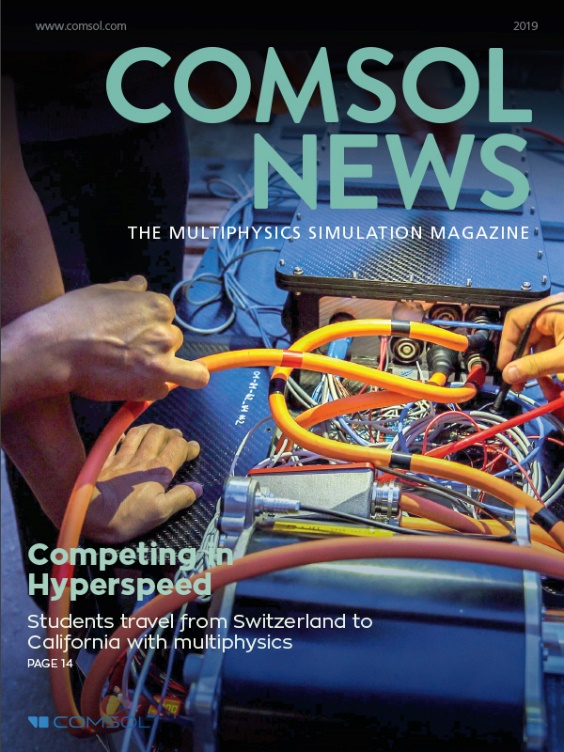 www.comsol.com 2019
COMSOL
NEWS
THE MULTIPHYSICS SIMULATION MAGAZINE
Competing in
Hyperspeed
Students travel from Switzerland to
California with multiphysics
PAGE 14
COMSOL